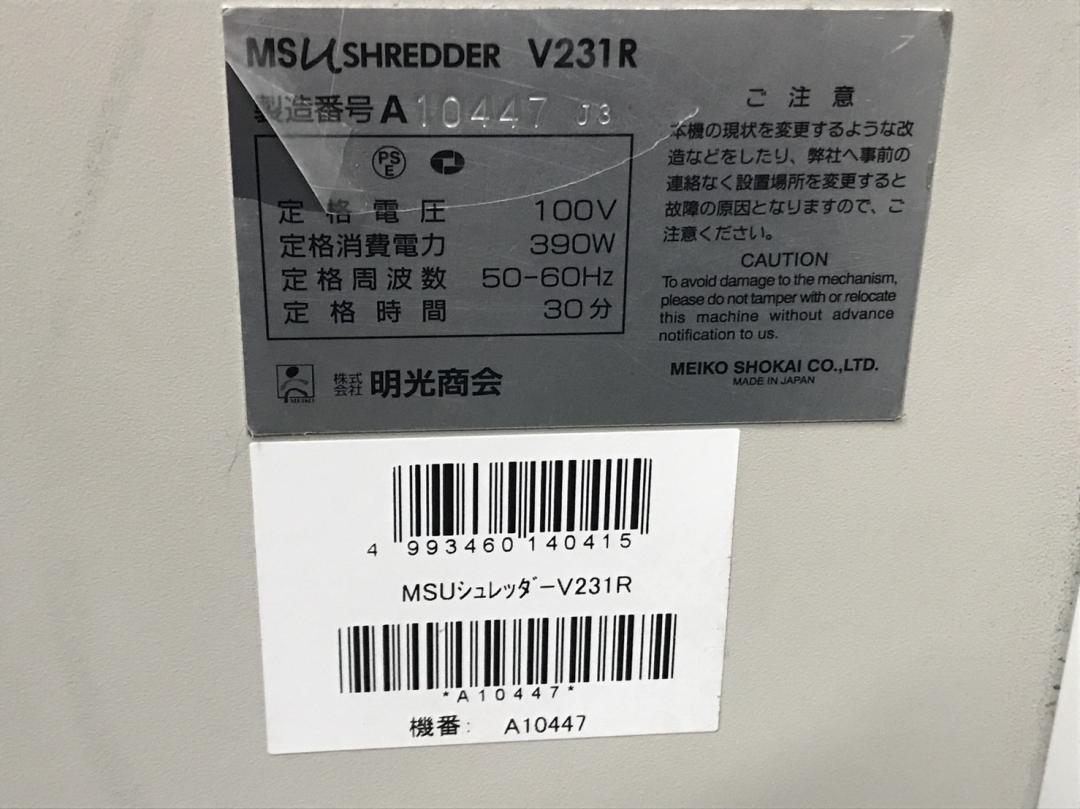 MSU SHREDDER V231R
製造番号 A10447 J3
PS
E
定格電圧 100V
定格消費電力 390W
定格周波数 50-60Hz
定格時間 30分
MEIKO
株式会社 明光商会
ご注意
本機の現状を変更するような改
造などをしたり、弊社へ事前の
連絡なく設置場所を変更すると
故障の原因となりますので、ご
注意ください。
CAUTION
To avoid damage to the mechanism,
please do not tamper with or relocate
this machine without advance
notification to us.
MEIKO SHOKAI CO.,LTD.
MADE IN JAPAN
4 993460 140415
MSUシュレッダーV231R
*A10447*
機番: A10447